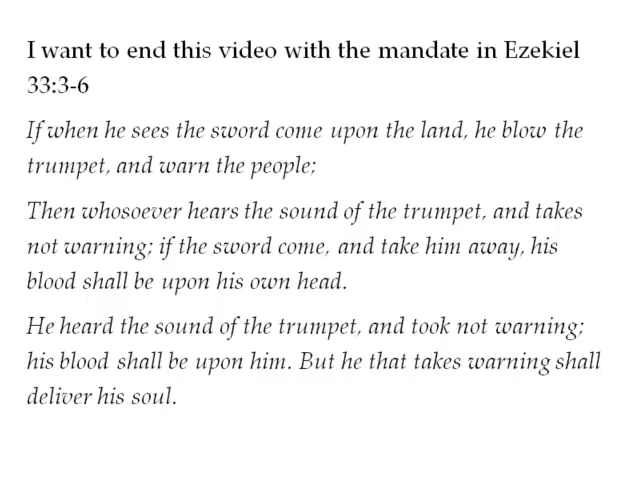 I want to end this video with the mandate in Ezekiel
33:3-6
If when he sees the sword come upon the land, he blow the
trumpet, and warn the people;
Then whosoever hears the sound of the trumpet, and takes
not warning; if the sword come, and take him away, his
blood shall be upon his own head.
He heard the sound of the trumpet, and took not warning;
his blood shall be upon him. But he that takes warning shall
deliver his soul.